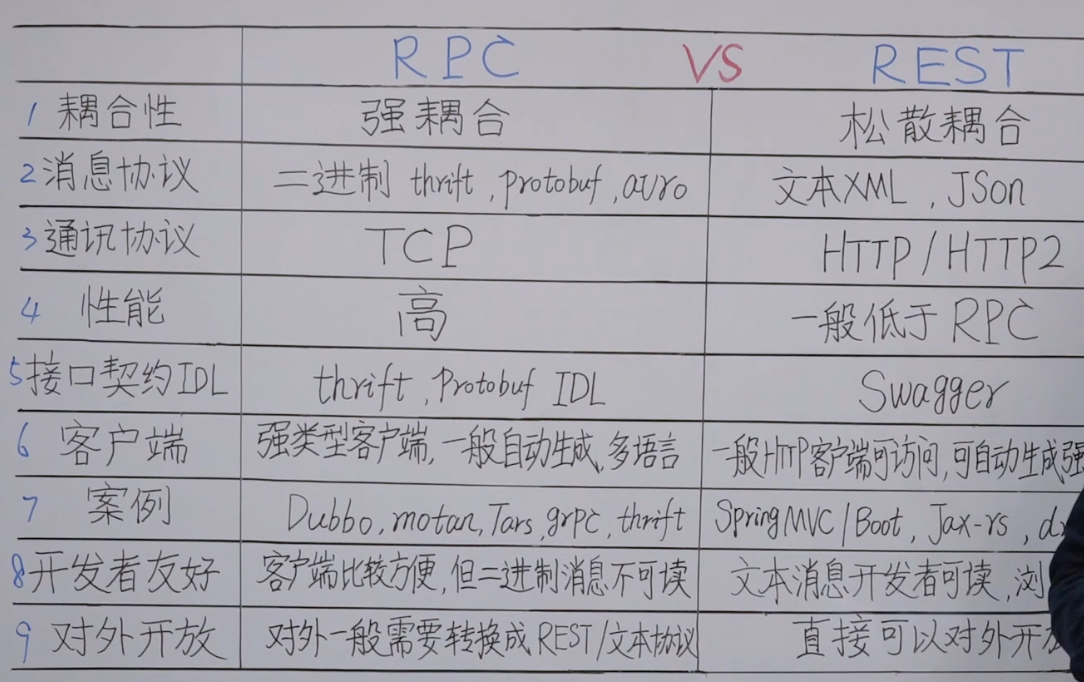 RPC VS REST
1 耦合性 强耦合 松散耦合
2 消息协议 二进制 thrift, protobuf, avro 文本XML, JSon
3 通讯协议 TCP HTTP/HTTP2
4 性能 高 一般低于RPC
5 接口契约IDL thrift, Protobuf IDL Swagger
6 客户端 强类型客户端, 一般自动生成, 多语言 一般HTTP客户端可访问, 可自动生成强
7 案例 Dubbo, motan, Tars, grpc, thrift SpringMVC/Boot, Jax-rs,
8 开发者友好 客户端比较方便, 但二进制消息不可读 文本消息开发者可读, 浏
9 对外开放 对外一般需要转换成REST/文本协议 直接可以对外开放